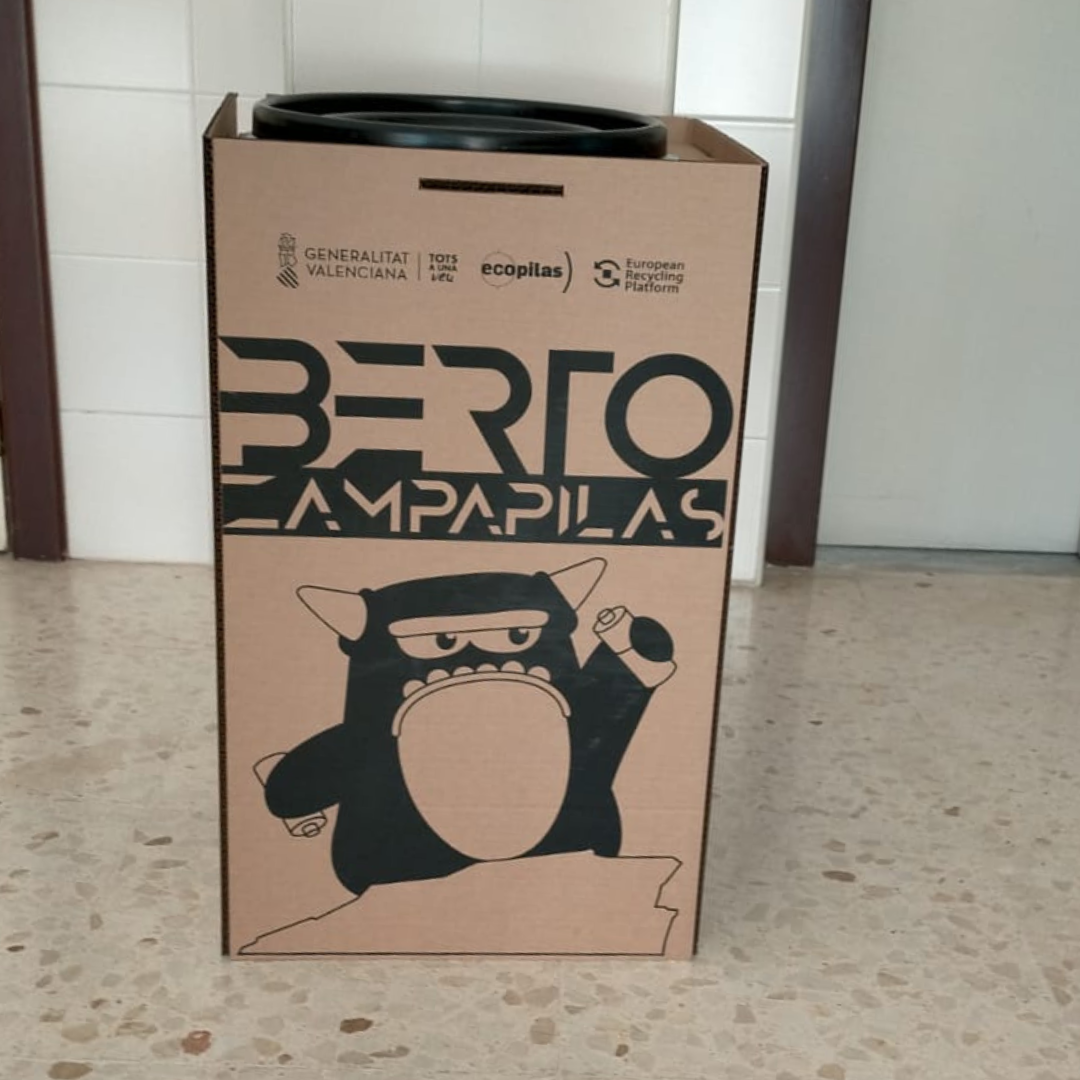 GENERALITAT
VALENCIANA
TOTS
A UNA
veu
ecopilas)
European
Recycling
Platform
BERTO
ZAMPAPILAS